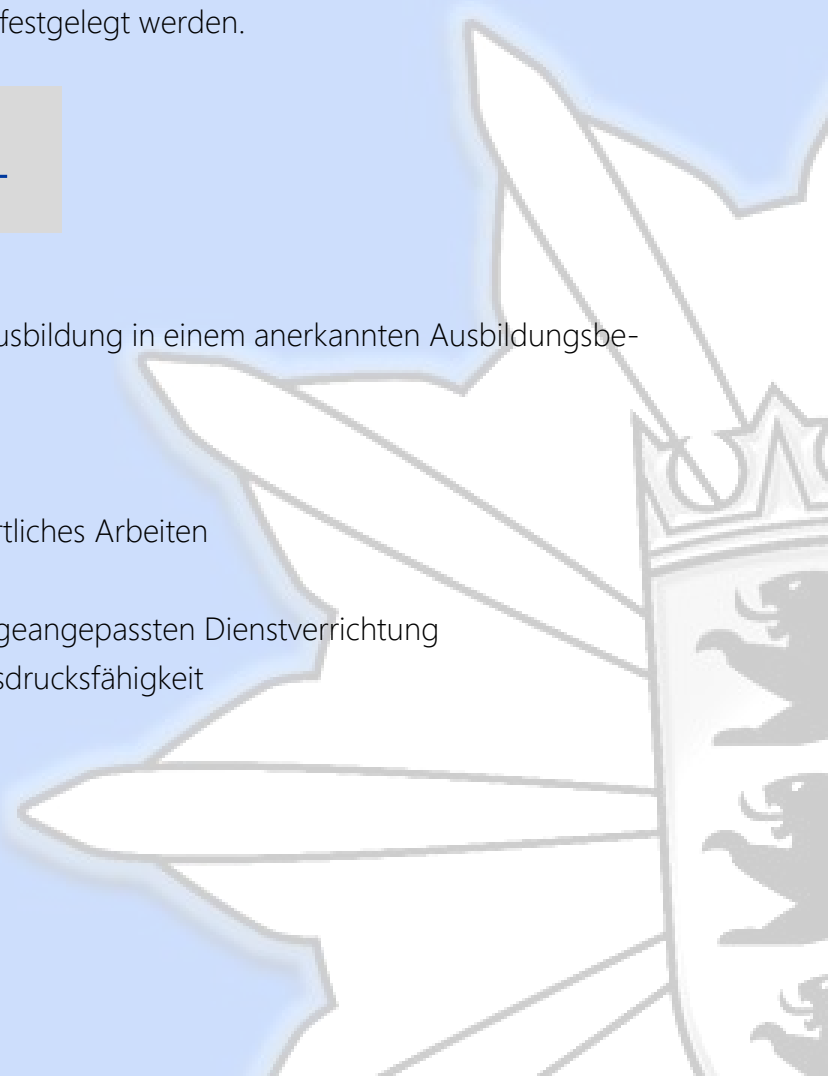 festgelegt werden.
usbildung in einem anerkannten Ausbildungsbe-
rtliches Arbeiten
geangepassten Dienstverrichtung
sdrucksfähigkeit